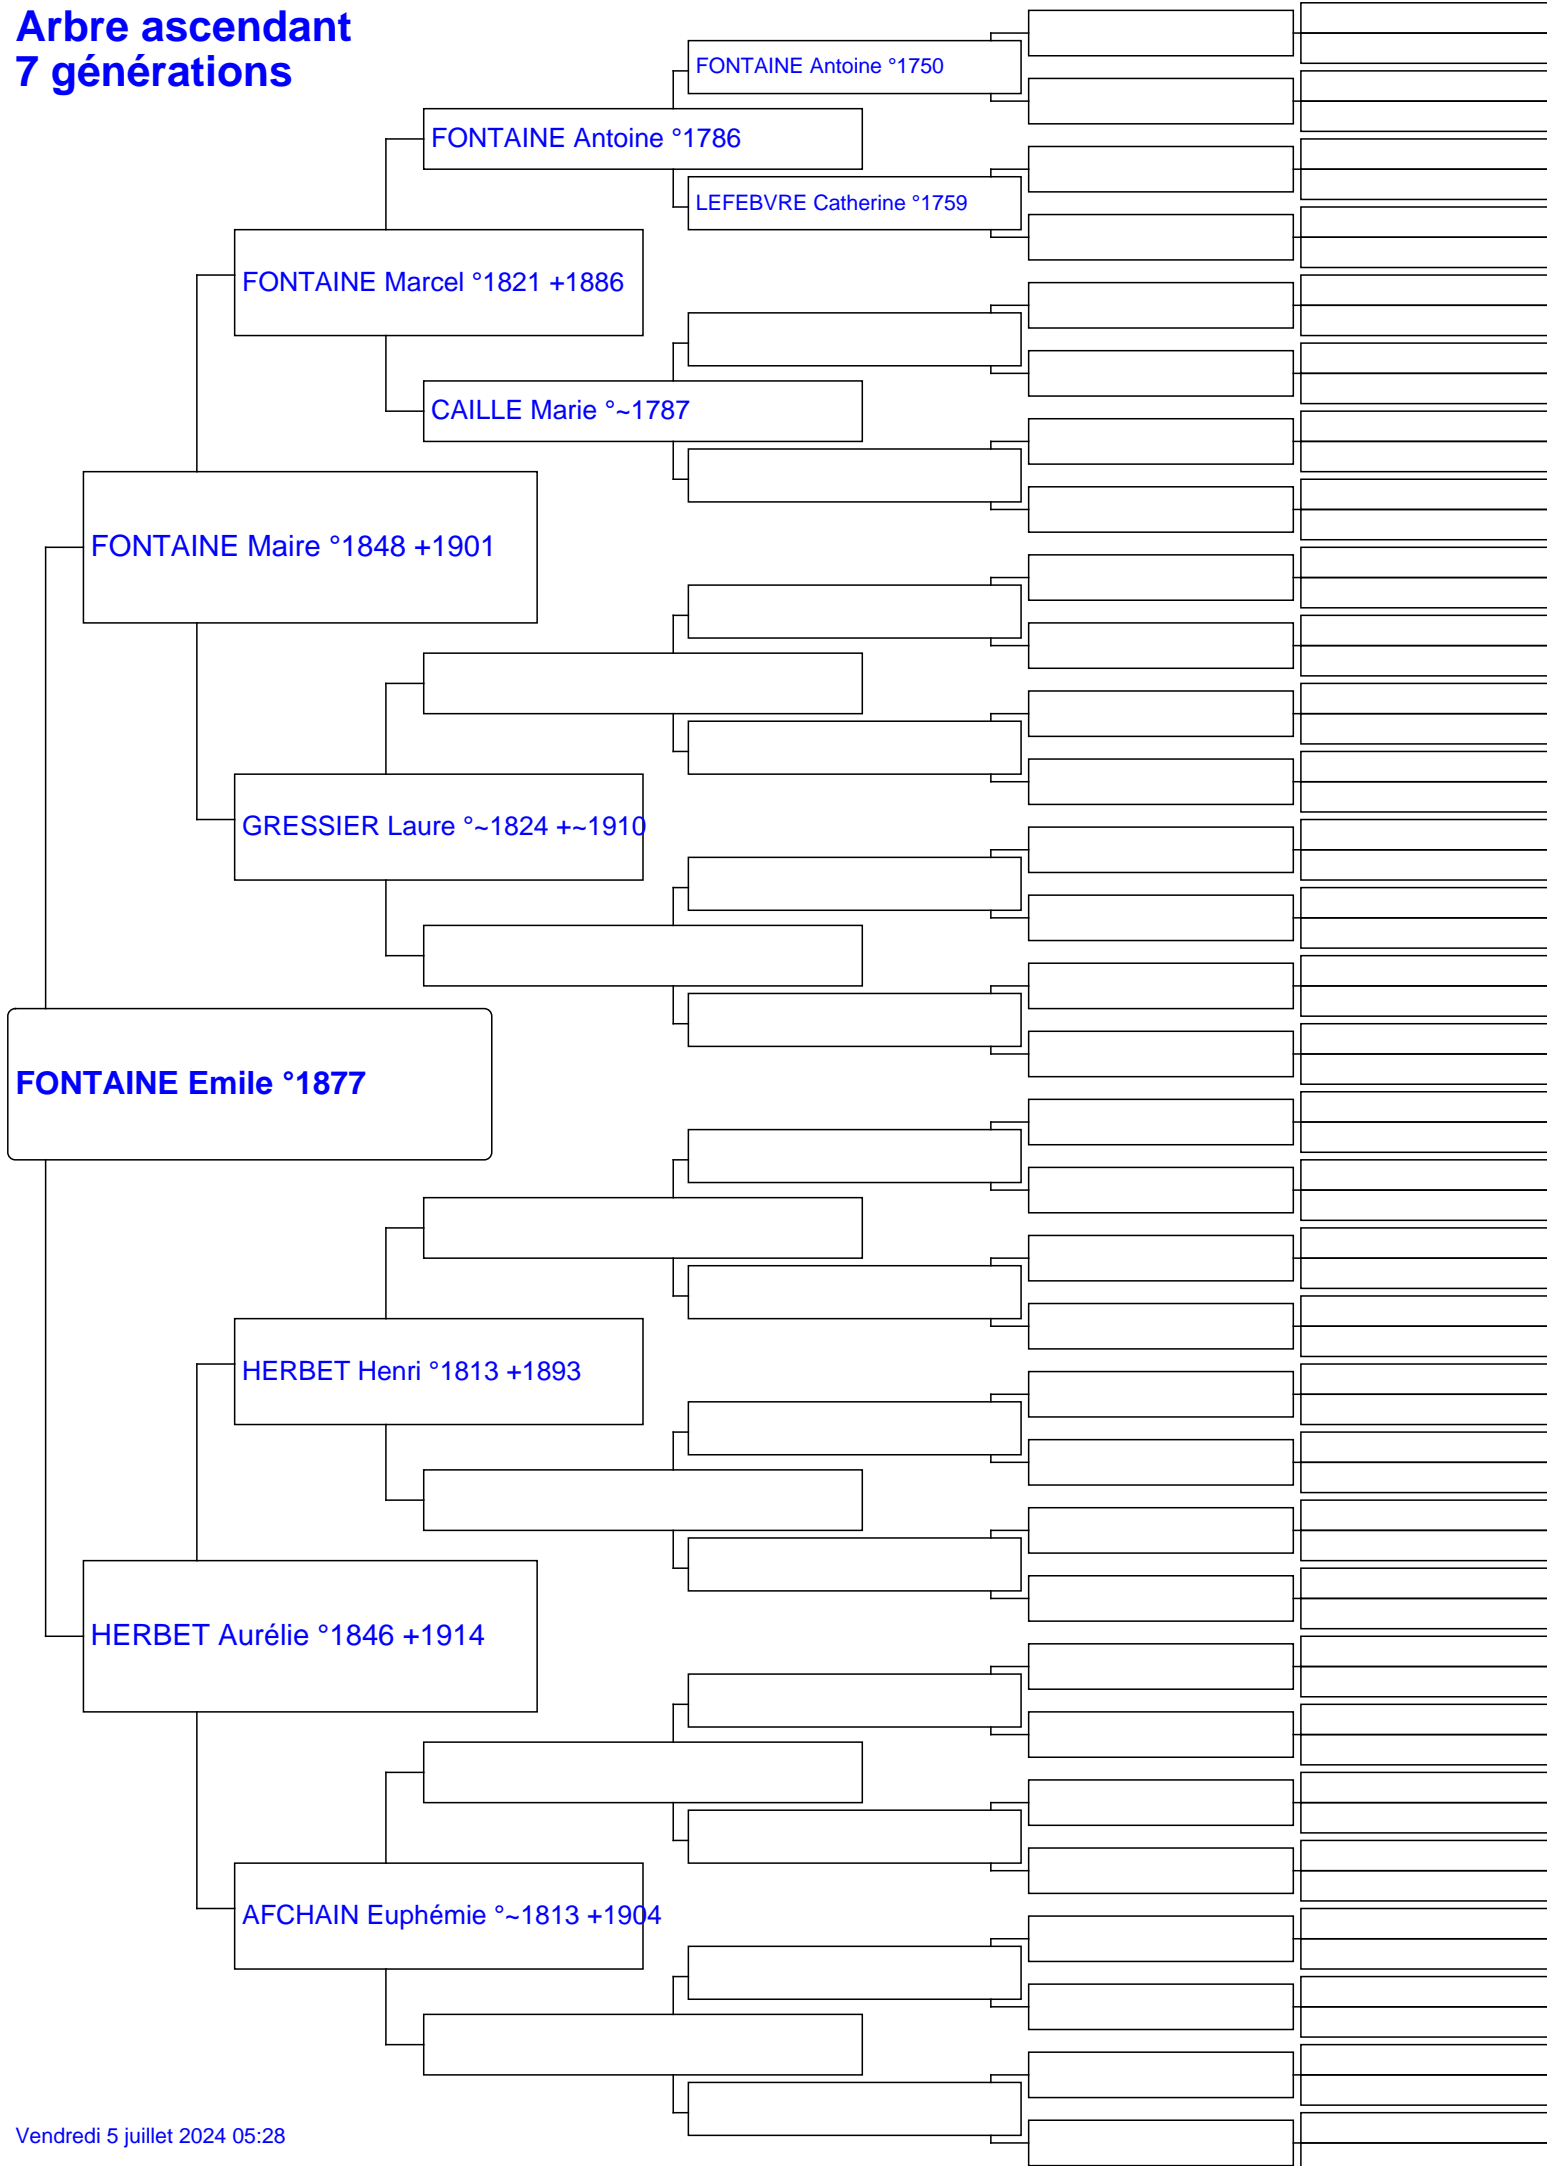 Arbre ascendant
7 générations
FONTAINE Antoine °1750
FONTAINE Antoine °1786
LEFEBVRE Catherine °1759
FONTAINE Marcel °1821 +1886
CAILLE Marie °~1787
FONTAINE Maire °1848 +1901
GRESSIER Laure °~1824 +~1910
FONTAINE Emile °1877
HERBET Henri °1813 +1893
HERBET Aurélie °1846 +1914
AFCHAIN Euphémie °~1813 +1904
Vendredi 5 juillet 2024 05:28